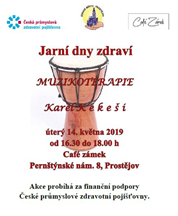 Česká průmyslová
zdravotní pojišťovna
Café Zámek
Jarní dny zdraví
MUZIKOTERAPIE
Karel Kekeši
úterý 14. května 2019
od 16.30 do 18.00 h
Café zámek
Pernštýnské nám. 8, Prostějov
Akce probíhá za finanční podpory
České průmyslové zdravotní pojišťovny.